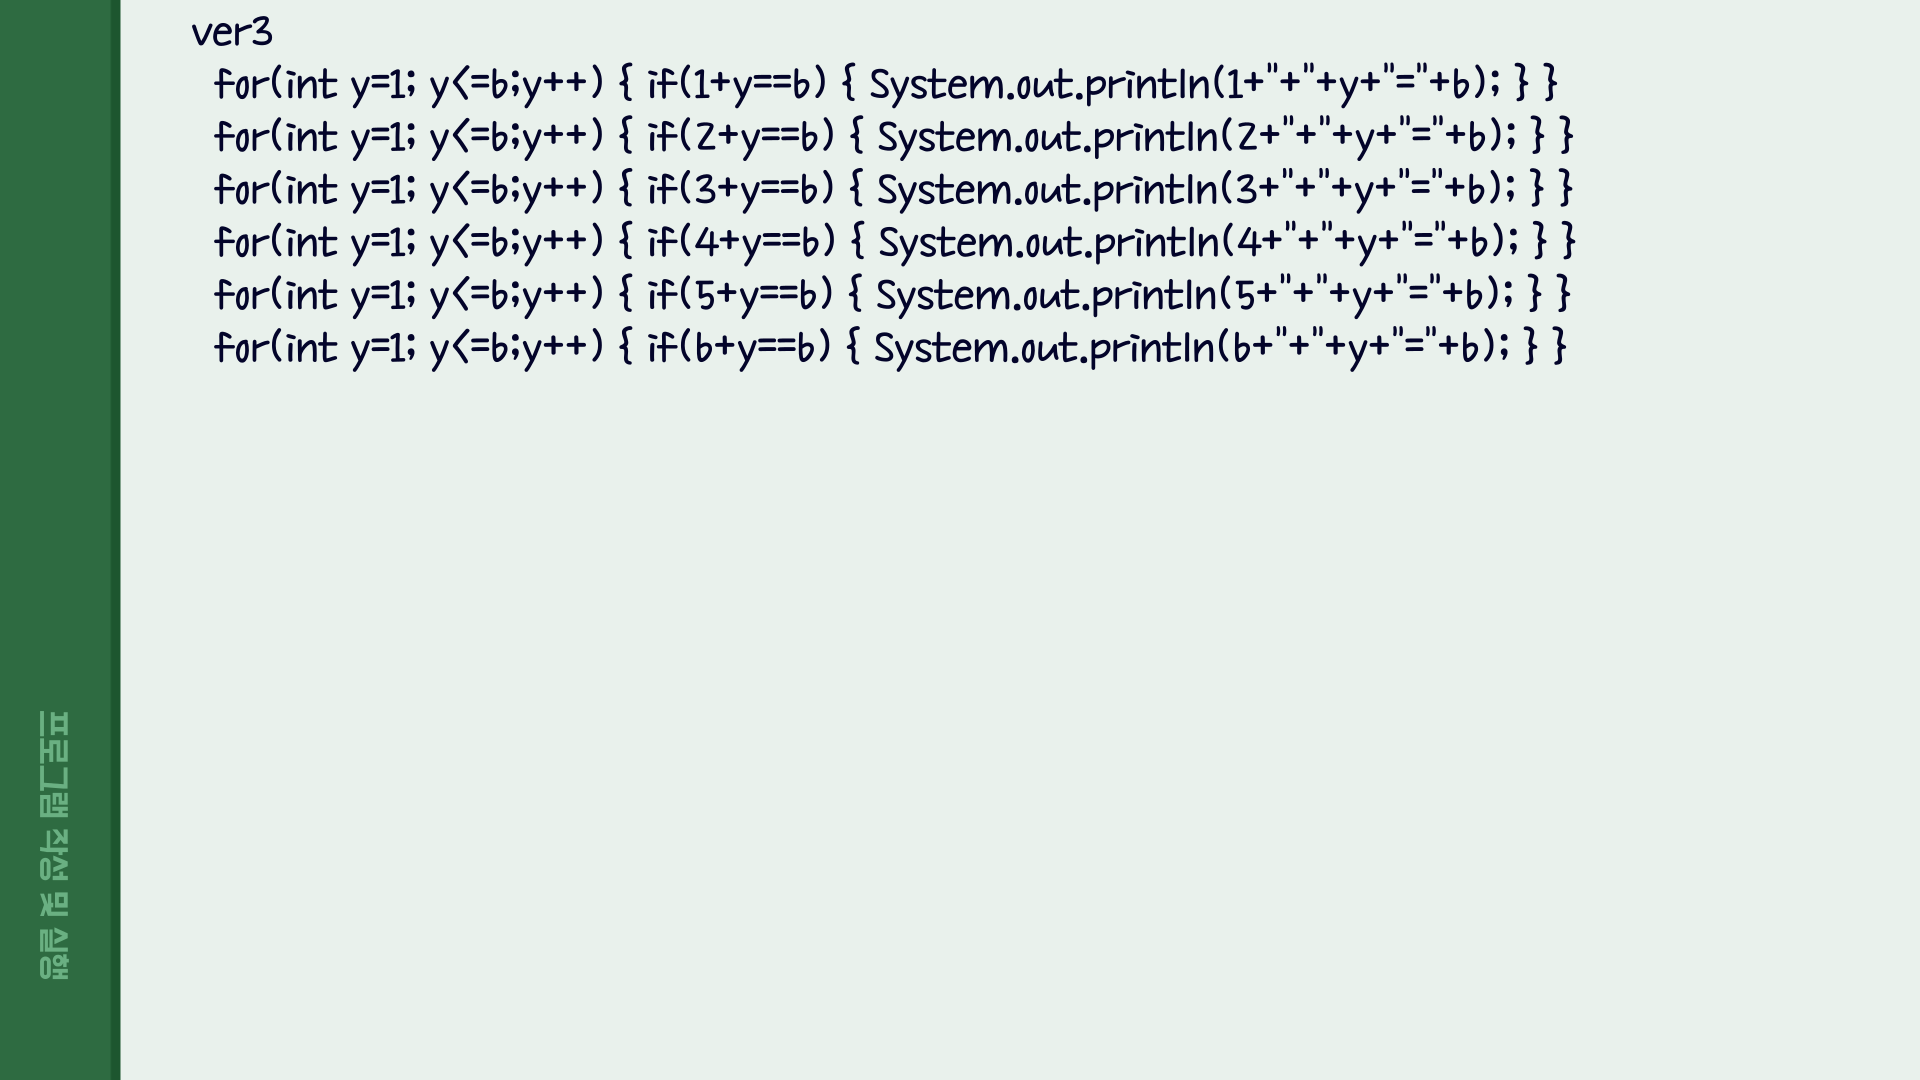 ver3
for(int y=1; y<=6;y++) { if(1+y==6) { System.out.println(1+"+"+y+"="+6); } }
for(int y=1; y<=6;y++) { if(2+y==6) { System.out.println(2+"+"+y+"="+6); } }
for(int y=1; y<=6;y++) { if(3+y==6) { System.out.println(3+"+"+y+"="+6); } }
for(int y=1; y<=6;y++) { if(4+y==6) { System.out.println(4+"+"+y+"="+6); } }
for(int y=1; y<=6;y++) { if(5+y==6) { System.out.println(5+"+"+y+"="+6); } }
for(int y=1; y<=6;y++) { if(6+y==6) { System.out.println(6+"+"+y+"="+6); } }
프로그램 작성 및 실행